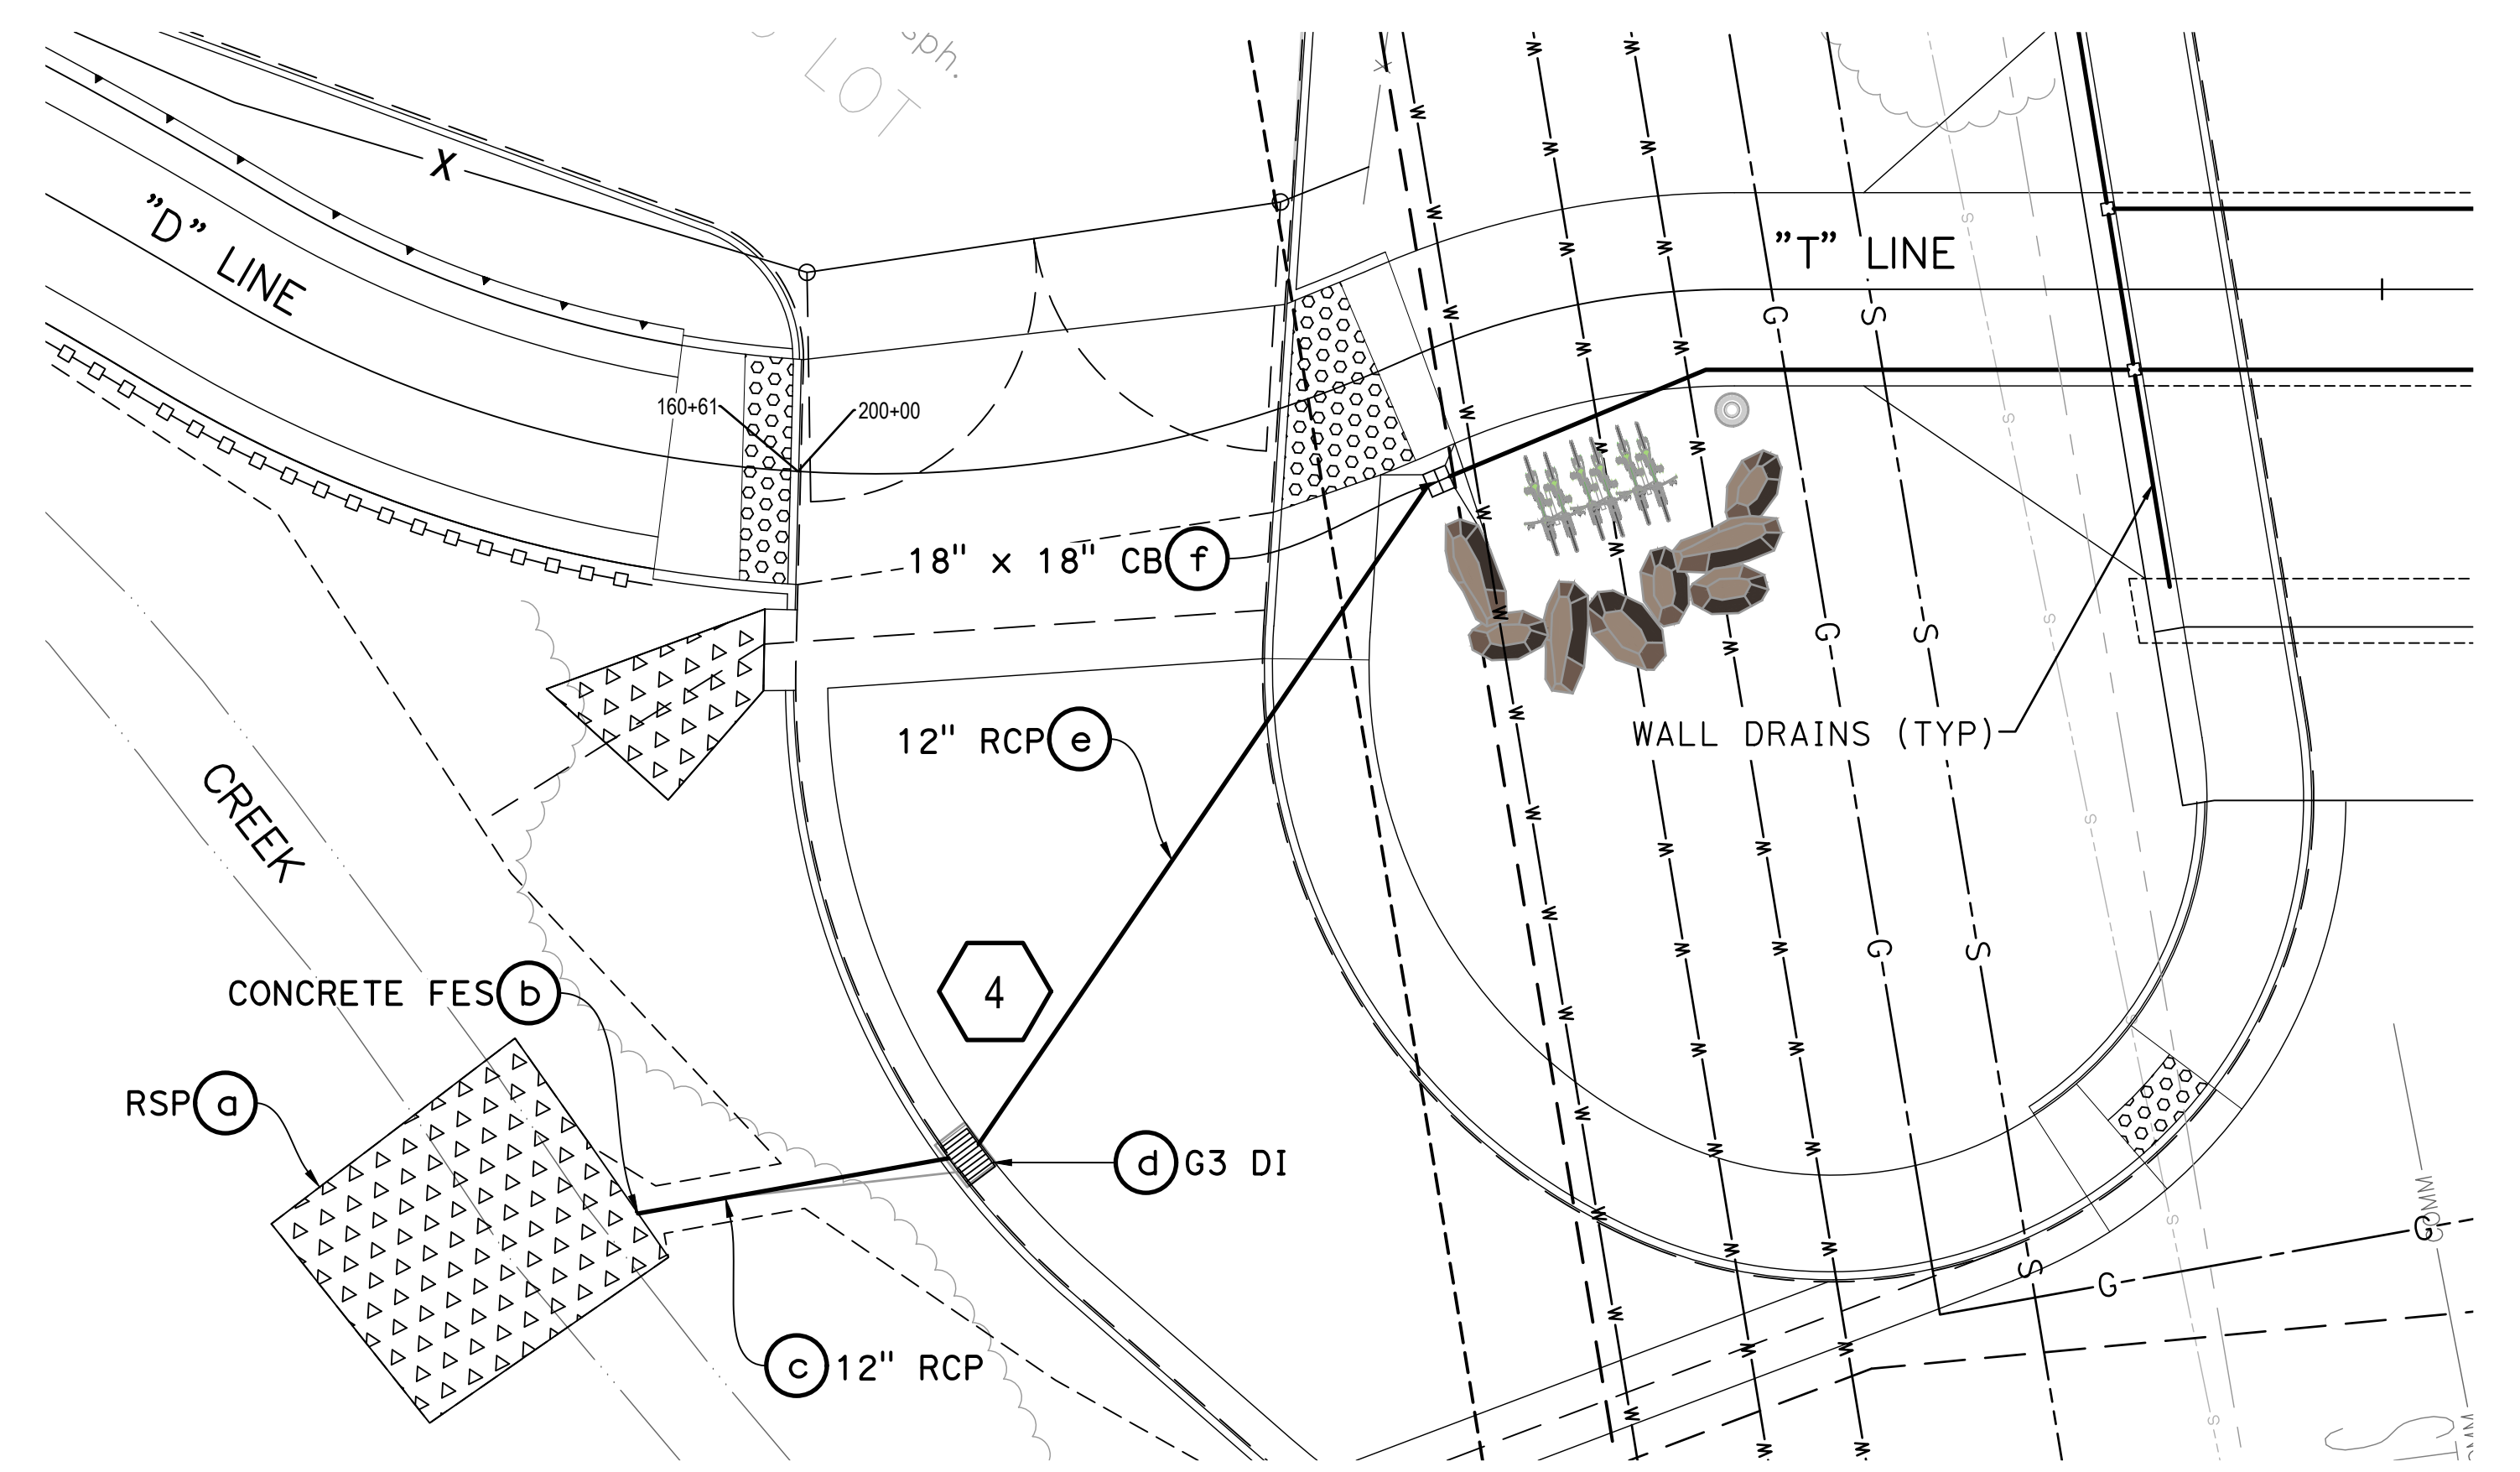 ph.
LOT
X
"D" LINE
"T" LINE
160+61
200+00
18" x 18" CB f
12" RCP e
WALL DRAINS (TYP)
CREEK
4
CONCRETE FES b
RSP a
d G3 DI
c 12" RCP
W
G
S